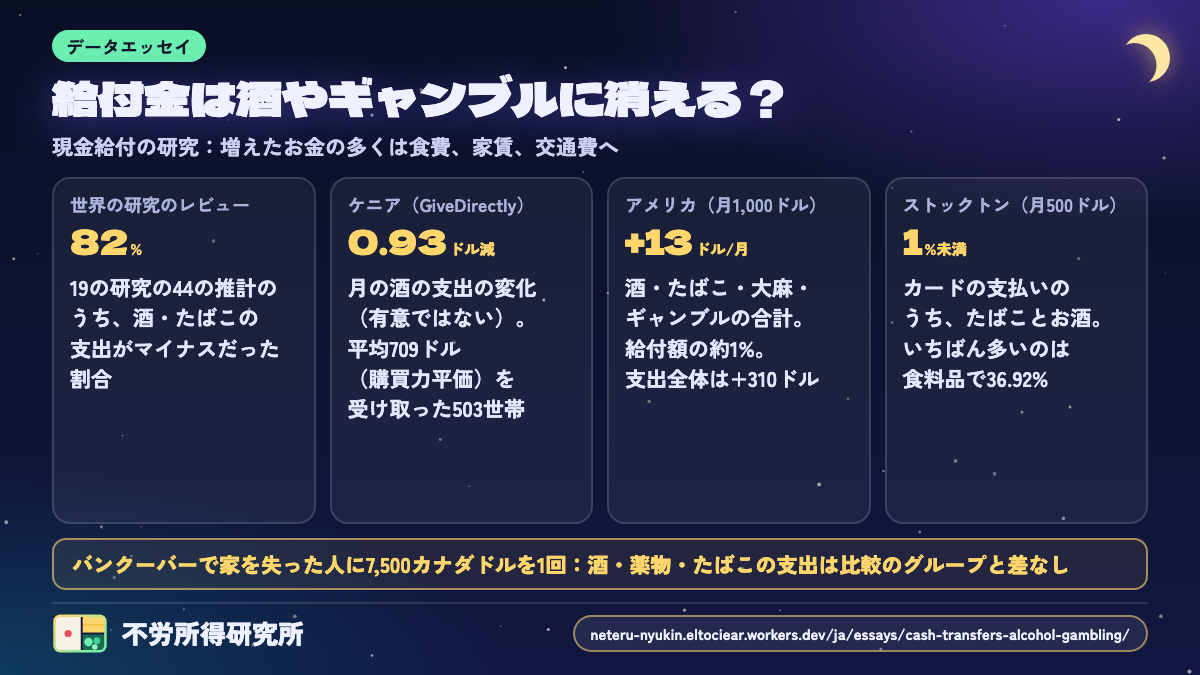 データエッセイ
給付金は酒やギャンブルに消える？
現金給付の研究：増えたお金の多くは食費、家賃、交通費へ
世界の研究のレビュー
82%
19の研究の44の推計の
うち、酒・たばこの
支出がマイナスだった
割合
ケニア（GiveDirectly）
0.93ドル減
月の酒の支出の変化
（有意ではない）。
平均709ドル
（購買力平価）を
受け取った503世帯
アメリカ（月1,000ドル）
+13ドル/月
酒・たばこ・大麻・
ギャンブルの合計。
給付額の約1%。
支出全体は＋310ドル
ストックトン（月500ドル）
1%未満
カードの支払いの
うち、たばことお酒。
いちばん多いのは
食料品で36.92%
バンクーバーで家を失った人に7,500カナダドルを1回：酒・薬物・たばこの支出は比較のグループと差なし
不労所得研究所
neteru-nyukin.eltociear.workers.dev/ja/essays/cash-transfers-alcohol-gambling/